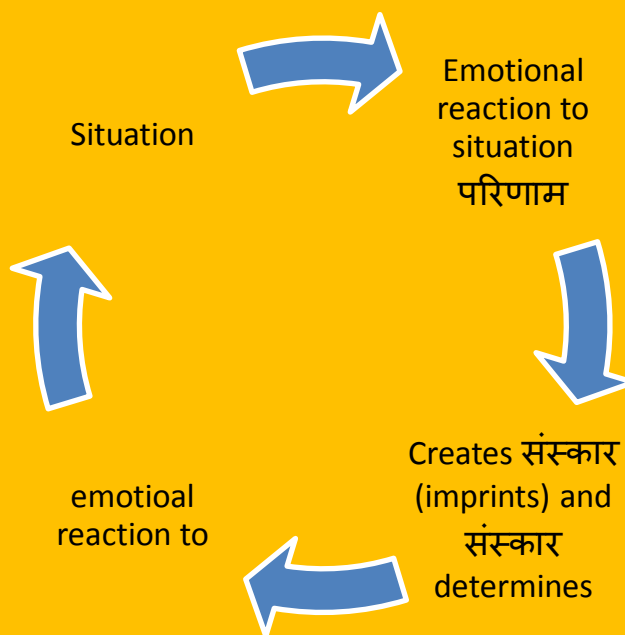 Situation
Emotional
reaction to
situation
परिणाम
Creates संस्कार
(imprints) and
संस्कार
determines
emotioal
reaction to